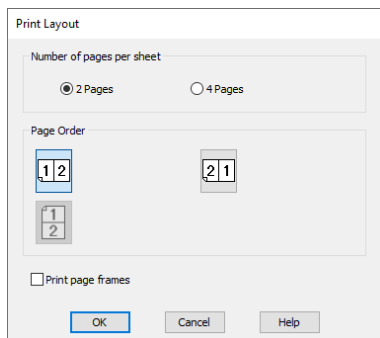 Print Layout
Number of pages per sheet
2 Pages
4 Pages
Page Order
1 2
2 1
1
2
Print page frames
OK
Cancel
Help